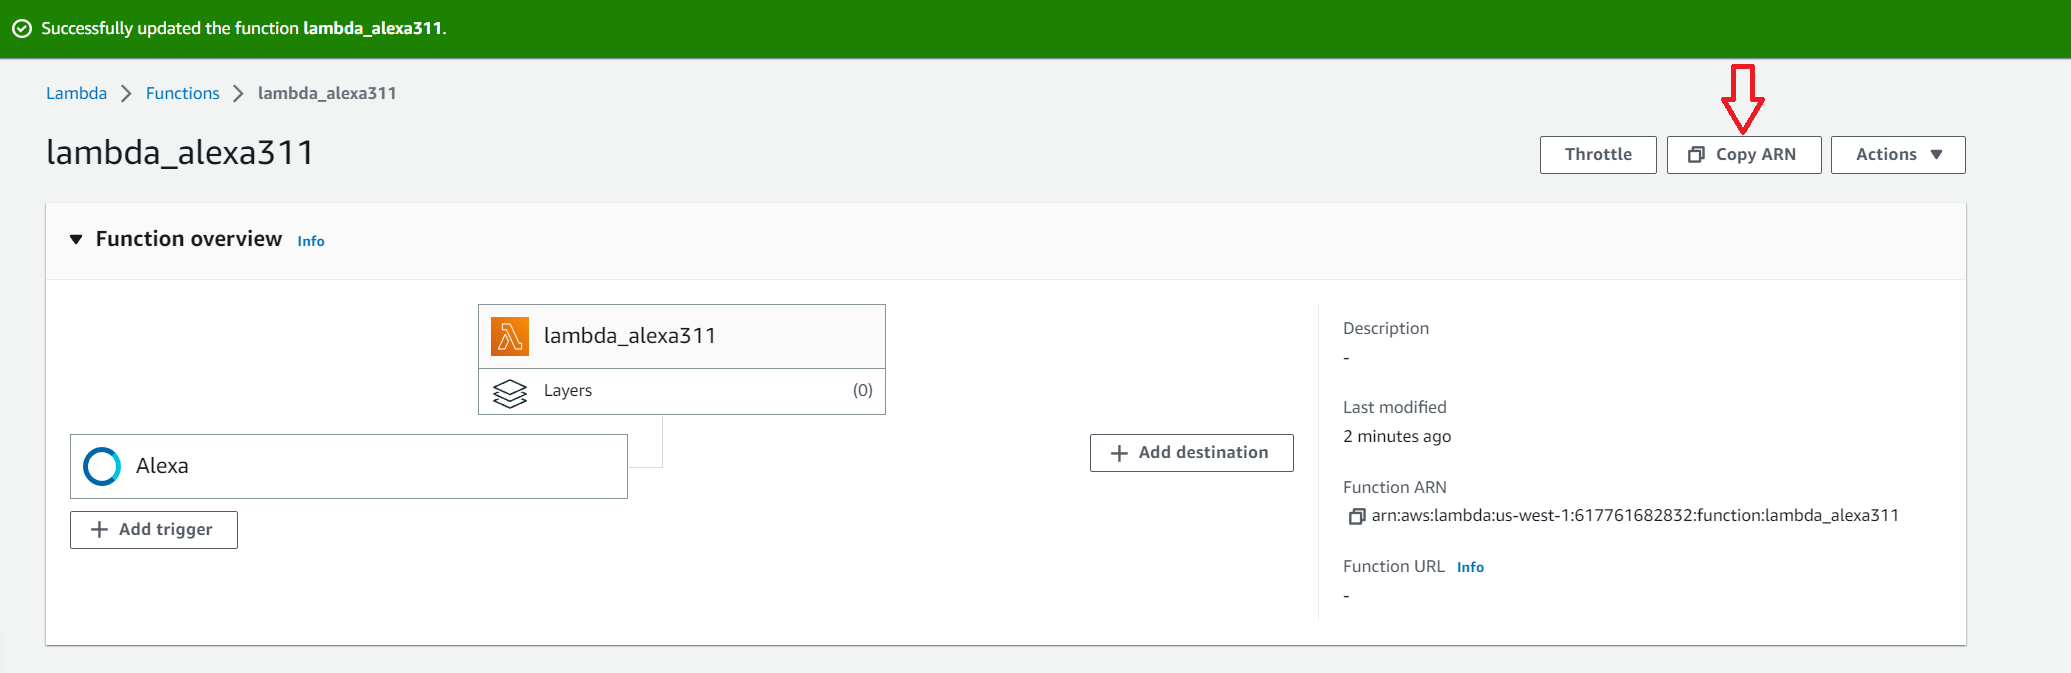 Successfully updated the function lambda_alexa311.
Lambda > Functions > lambda_alexa311
lambda_alexa311
Throttle
Copy ARN
Actions
Function overview Info
lambda_alexa311
Layers (0)
Alexa
+ Add trigger
+ Add destination
Description
-
Last modified
2 minutes ago
Function ARN
arn:aws:lambda:us-west-1:617761682832:function:lambda_alexa311
Function URL Info
-